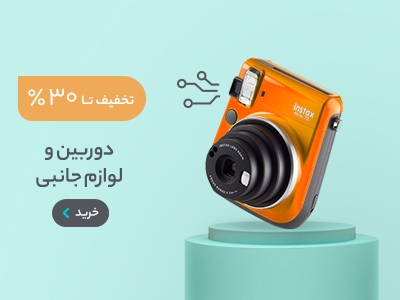 تخفیف تا ۳۰ %
دوربین و
لوازم جانبی
خرید
instax